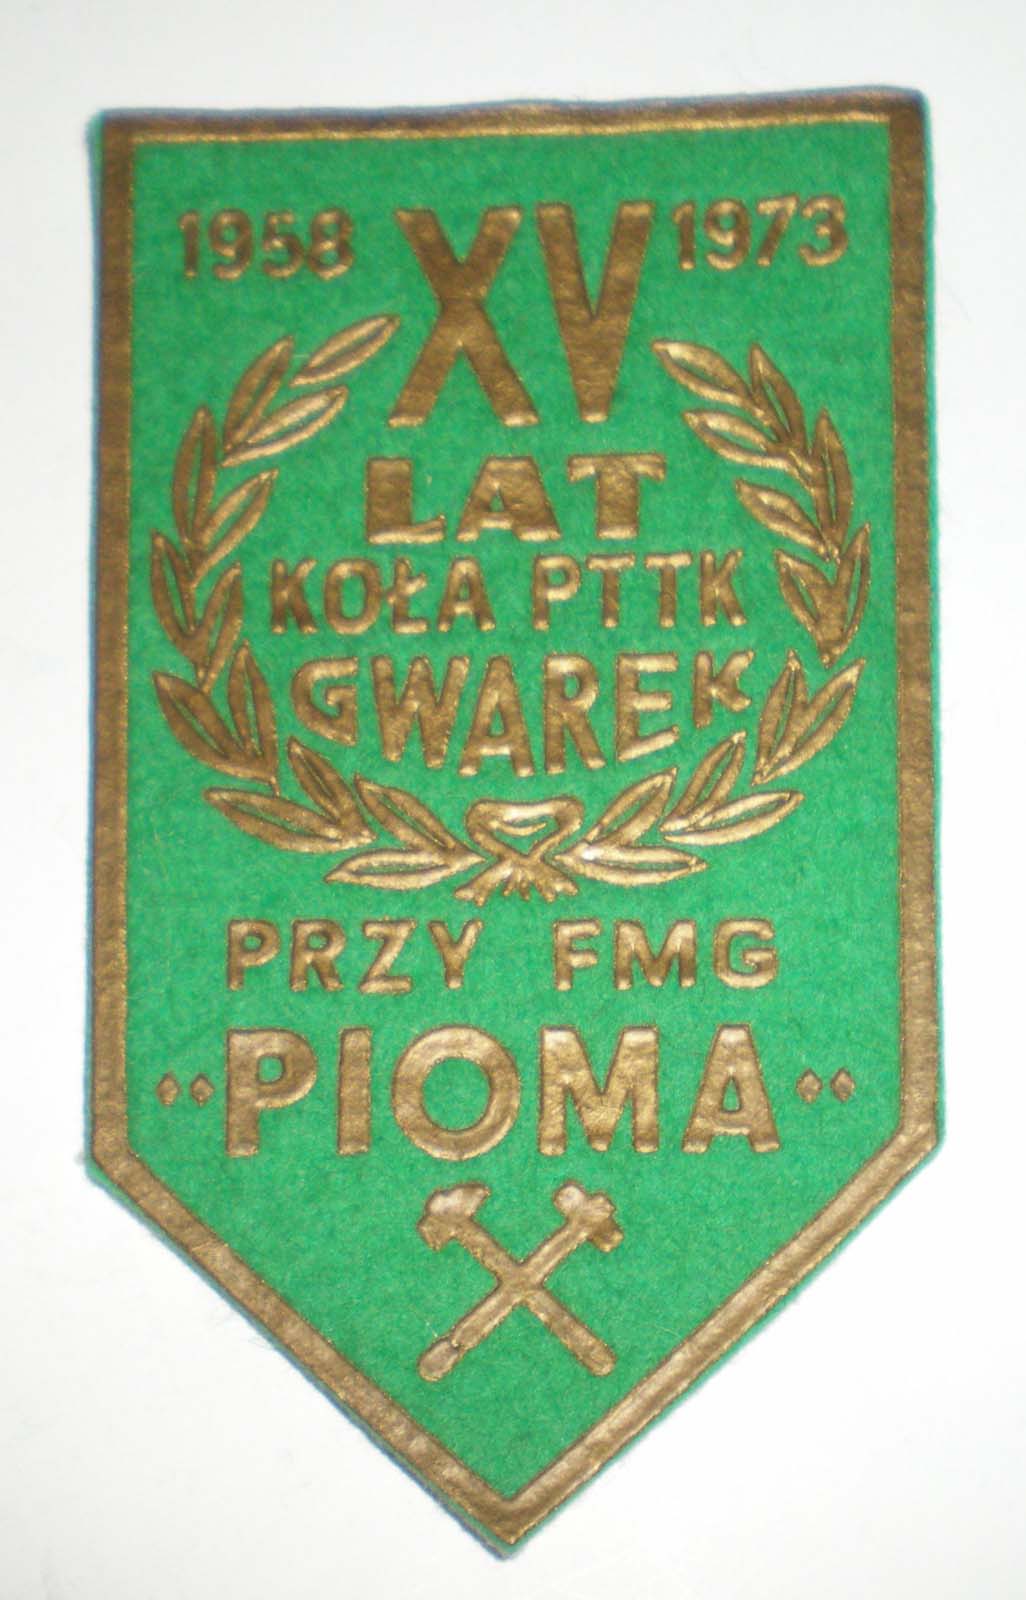 1958 XV 1973
LAT
KOŁA PTTK
GWAREK
PRZY FMG
PIOMA